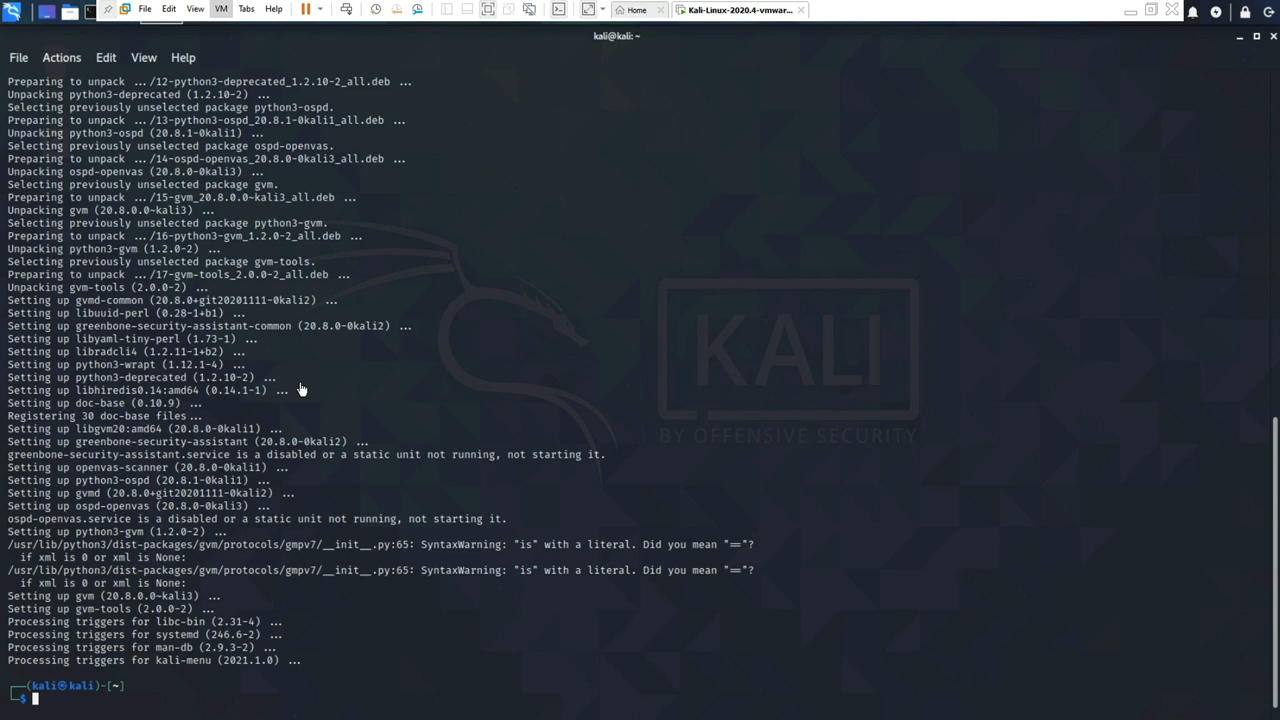 File Edit View VM Tabs Help Home Kali-Linux-2020.4-vmwar...
kali@kali: ~
File Actions Edit View Help
Preparing to unpack .../12-python3-deprecated_1.2.10-2_all.deb ...
Unpacking python3-deprecated (1.2.10-2) ...
Selecting previously unselected package python3-ospd.
Preparing to unpack .../13-python3-ospd_20.8.1-0kali1_all.deb ...
Unpacking python3-ospd (20.8.1-0kali1) ...
Selecting previously unselected package ospd-openvas.
Preparing to unpack .../14-ospd-openvas_20.8.0-0kali3_all.deb ...
Unpacking ospd-openvas (20.8.0-0kali3) ...
Selecting previously unselected package gvm.
Preparing to unpack .../15-gvm_20.8.0.0~kali3_all.deb ...
Unpacking gvm (20.8.0.0~kali3) ...
Selecting previously unselected package python3-gvm.
Preparing to unpack .../16-python3-gvm_1.2.0-2_all.deb ...
Unpacking python3-gvm (1.2.0-2) ...
Selecting previously unselected package gvm-tools.
Preparing to unpack .../17-gvm-tools_2.0.0-2_all.deb ...
Unpacking gvm-tools (2.0.0-2) ...
Setting up gvmd-common (20.8.0+git20201111-0kali2) ...
Setting up libuuid-perl (0.28-1+b1) ...
Setting up greenbone-security-assistant-common (20.8.0-0kali2) ...
Setting up libyaml-tiny-perl (1.73-1) ...
Setting up libradcli4 (1.2.11-1+b2) ...
Setting up python3-wrapt (1.12.1-4) ...
Setting up python3-deprecated (1.2.10-2) ...
Setting up libhiredis0.14:amd64 (0.14.1-1) ...
Setting up doc-base (0.10.9) ...
Registering 30 doc-base files...
Setting up libgvm20:amd64 (20.8.0-0kali1) ...
Setting up greenbone-security-assistant (20.8.0-0kali2) ...
greenbone-security-assistant.service is a disabled or a static unit not running, not starting it.
Setting up openvas-scanner (20.8.0-0kali1) ...
Setting up python3-ospd (20.8.1-0kali1) ...
Setting up gvmd (20.8.0+git20201111-0kali2) ...
Setting up ospd-openvas (20.8.0-0kali3) ...
ospd-openvas.service is a disabled or a static unit not running, not starting it.
Setting up python3-gvm (1.2.0-2) ...
/usr/lib/python3/dist-packages/gvm/protocols/gmpv7/__init__.py:65: SyntaxWarning: "is" with a literal. Did you mean "=="?
if xml is 0 or xml is None:
/usr/lib/python3/dist-packages/gvm/protocols/gmpv7/__init__.py:65: SyntaxWarning: "is" with a literal. Did you mean "=="?
if xml is 0 or xml is None:
Setting up gvm (20.8.0.0~kali3) ...
Setting up gvm-tools (2.0.0-2) ...
Processing triggers for libc-bin (2.31-4) ...
Processing triggers for systemd (246.6-2) ...
Processing triggers for man-db (2.9.3-2) ...
Processing triggers for kali-menu (2021.1.0) ...
┌──(kali㉿kali)-[~]
└─$
KALI
BY OFFENSIVE SECURITY